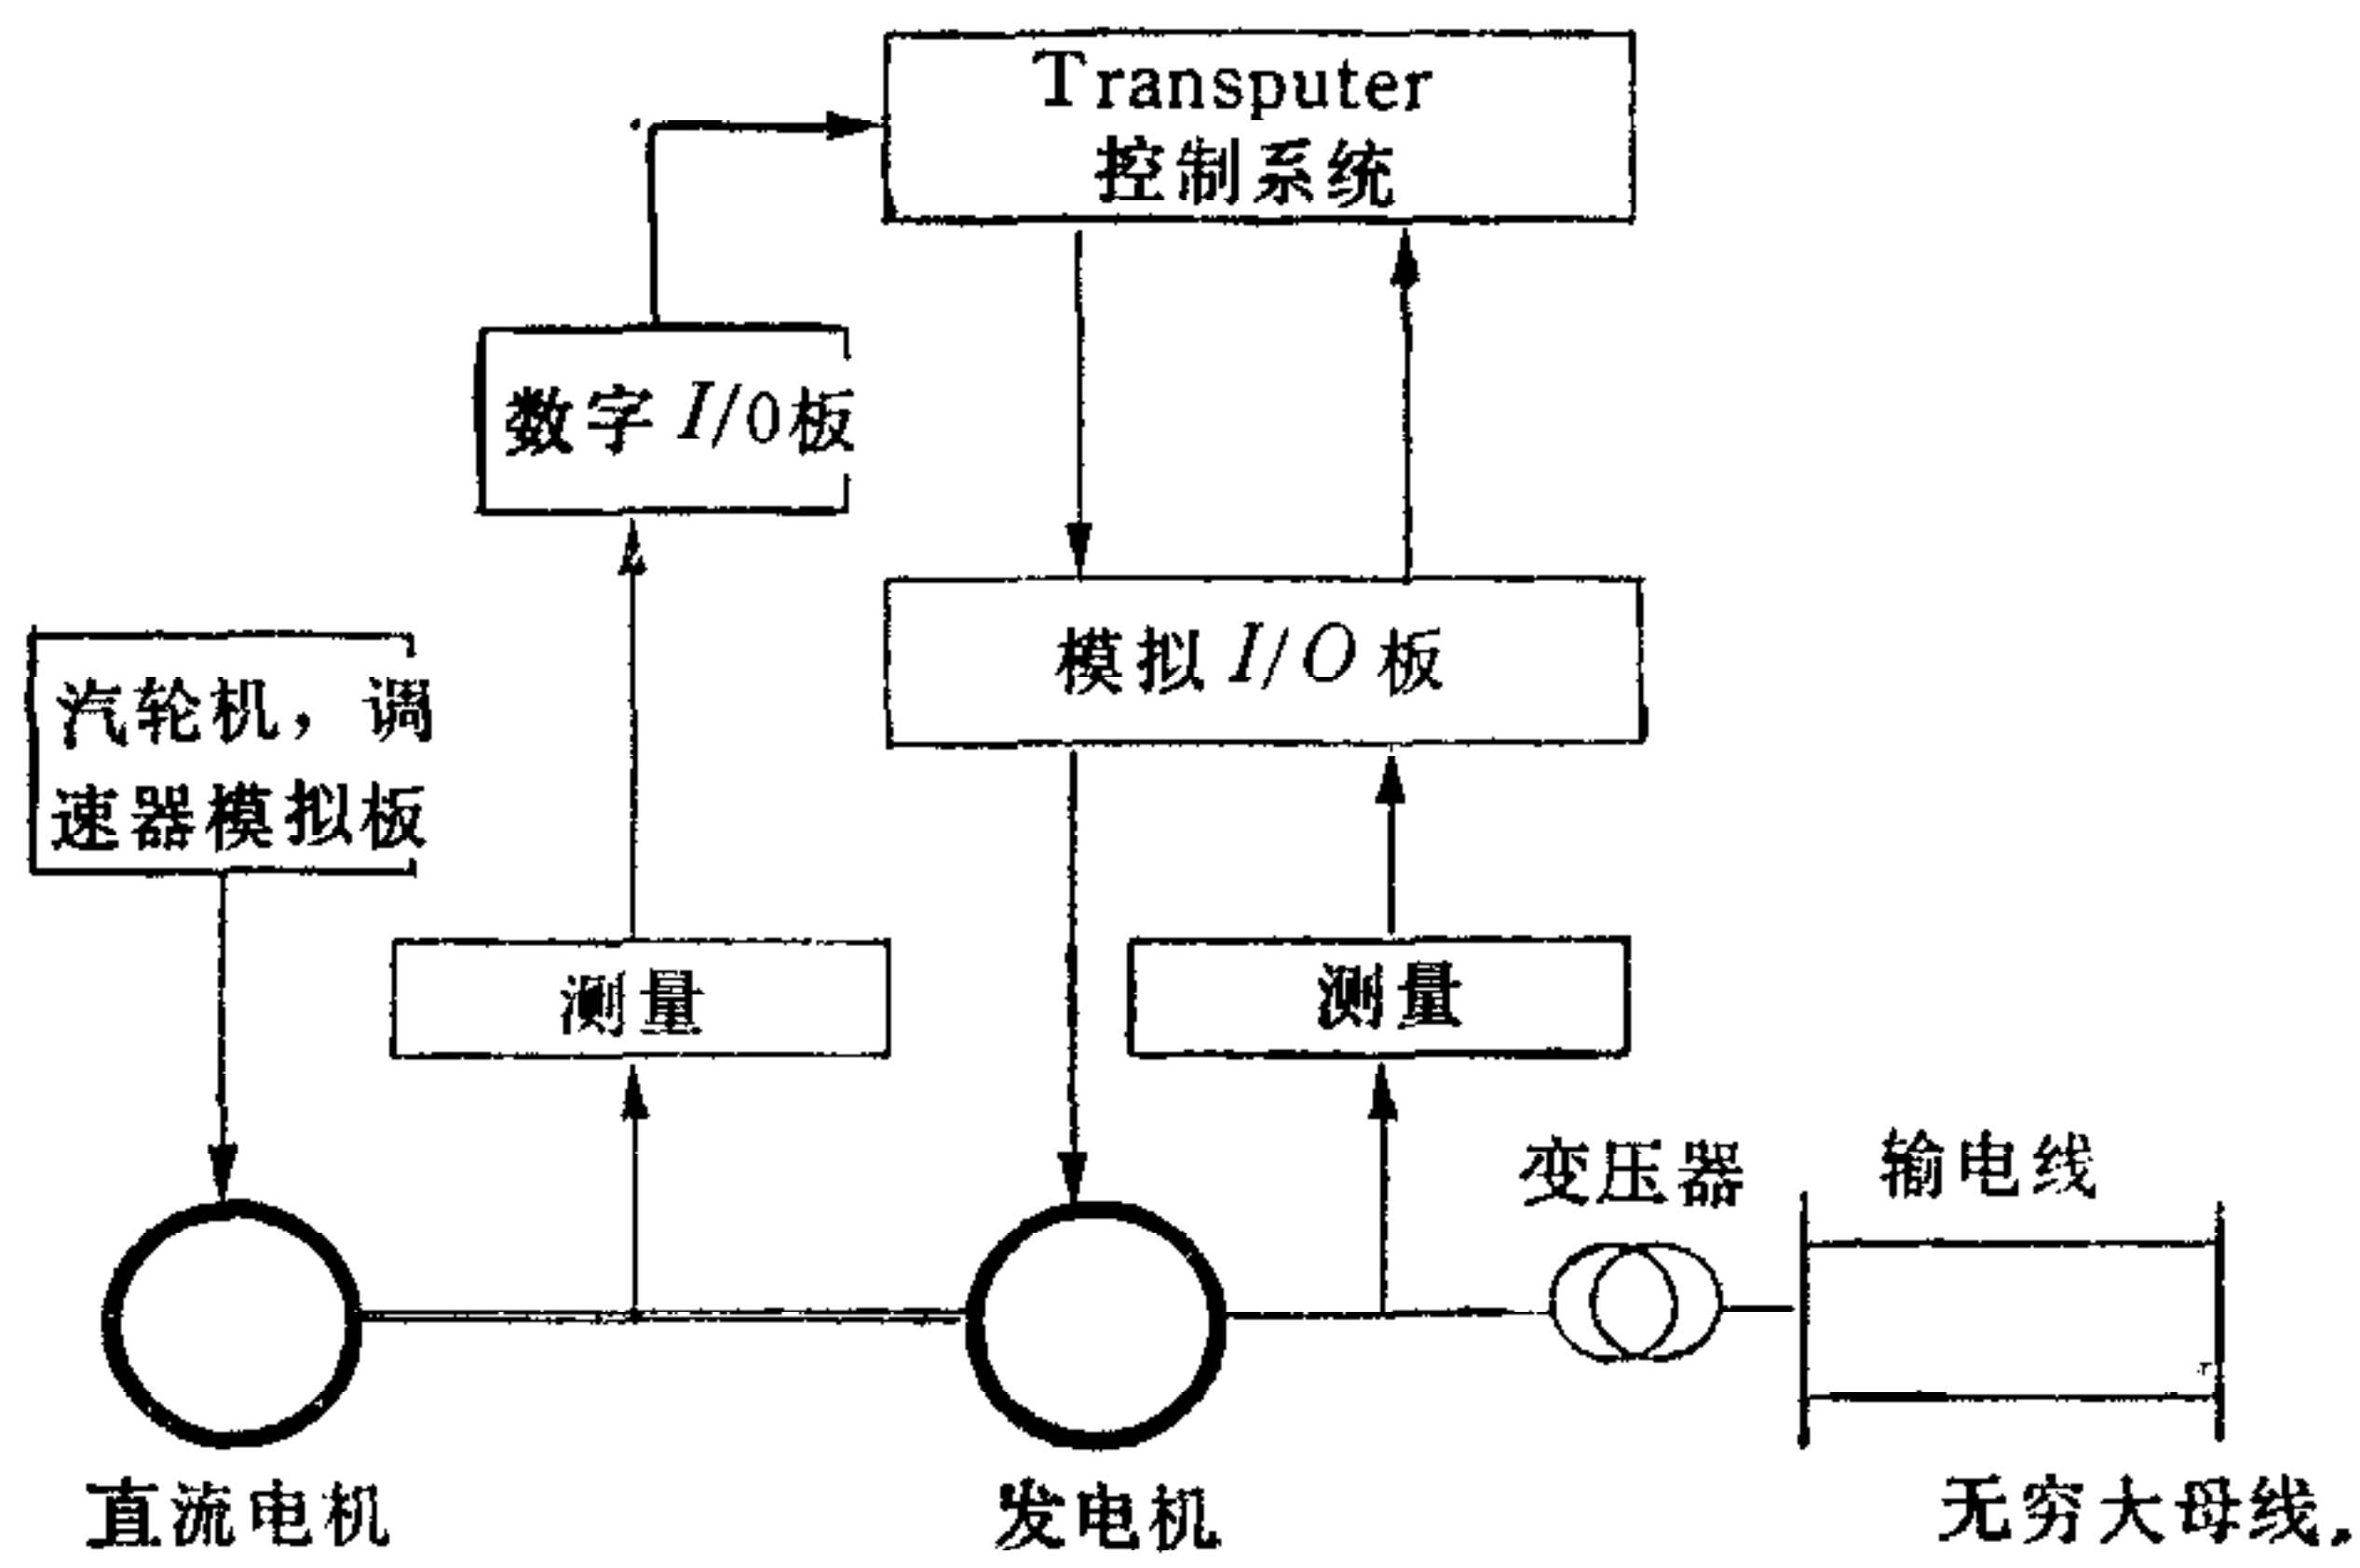 Transputer
控制系统
数字 I/0板
模拟 I/O 板
汽轮机，调
速器模拟板
测量
测量
变压器
输电线
直流电机
发电机
无穷大母线.